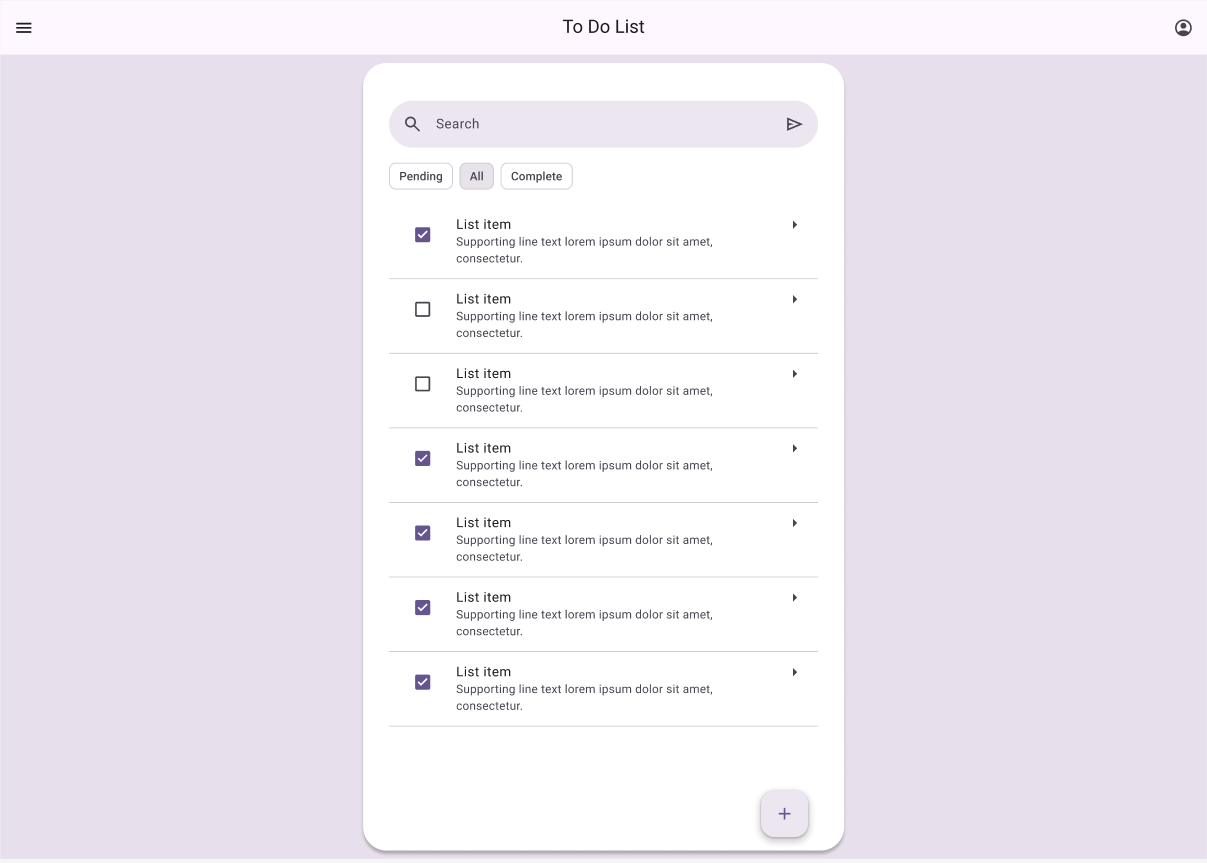 To Do List
Search
Pending
All
Complete
List item
Supporting line text lorem ipsum dolor sit amet,
consectetur.
List item
Supporting line text lorem ipsum dolor sit amet,
consectetur.
List item
Supporting line text lorem ipsum dolor sit amet,
consectetur.
List item
Supporting line text lorem ipsum dolor sit amet,
consectetur.
List item
Supporting line text lorem ipsum dolor sit amet,
consectetur.
List item
Supporting line text lorem ipsum dolor sit amet,
consectetur.
List item
Supporting line text lorem ipsum dolor sit amet,
consectetur.